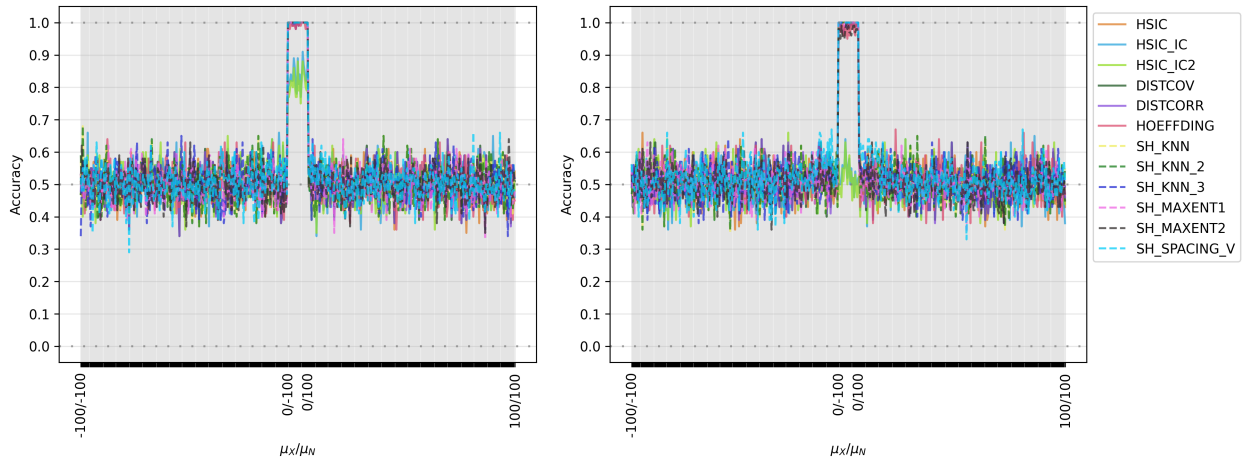 1.0
0.9
0.8
0.7
0.6
0.5
0.4
0.3
0.2
0.1
0.0
Accuracy
-100/-100
0/-100
0/100
100/100
μX/μN
1.0
0.9
0.8
0.7
0.6
0.5
0.4
0.3
0.2
0.1
0.0
Accuracy
-100/-100
0/-100
0/100
100/100
μX/μN
HSIC
HSIC_IC
HSIC_IC2
DISTCOV
DISTCORR
HOEFFDING
SH_KNN
SH_KNN_2
SH_KNN_3
SH_MAXENT1
SH_MAXENT2
SH_SPACING_V